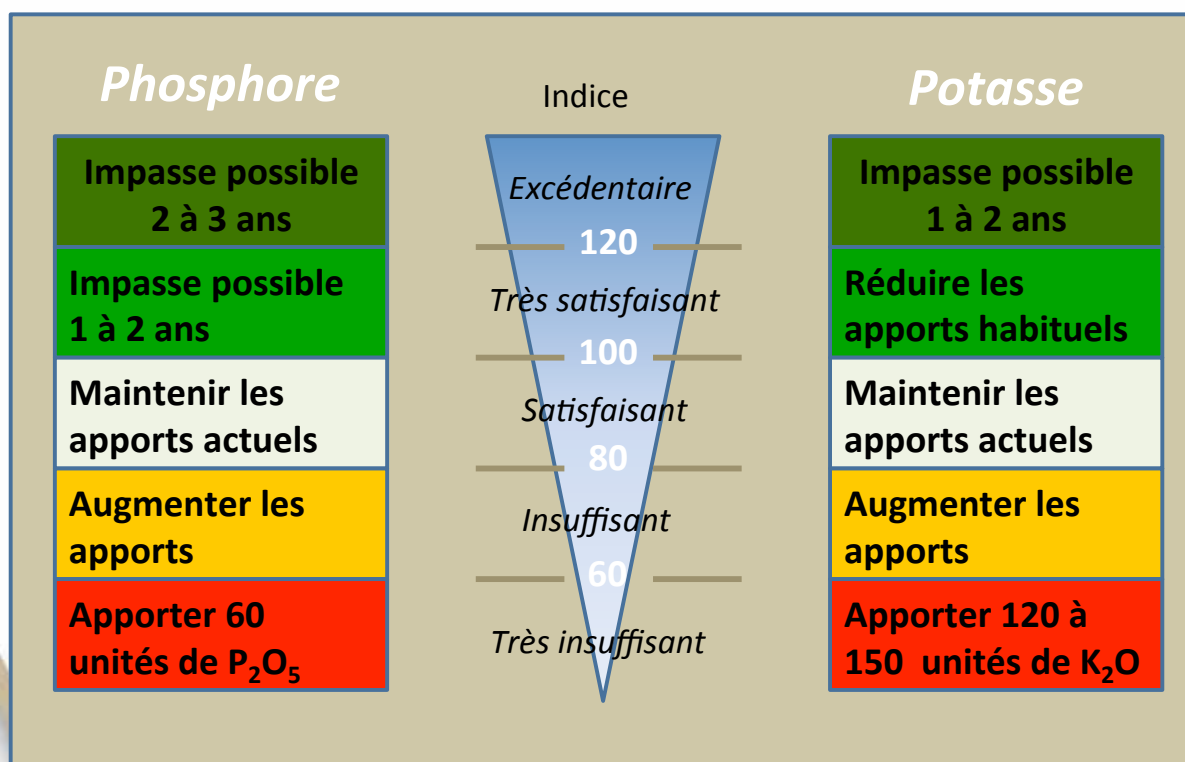 Phosphore
Impasse possible
2 à 3 ans
Impasse possible
1 à 2 ans
Maintenir les
apports actuels
Augmenter les
apports
Apporter 60
unités de P₂O₅
Indice
Excédentaire
120
Très satisfaisant
100
Satisfaisant
80
Insuffisant
60
Très insuffisant
Potasse
Impasse possible
1 à 2 ans
Réduire les
apports habituels
Maintenir les
apports actuels
Augmenter les
apports
Apporter 120 à
150 unités de K₂O